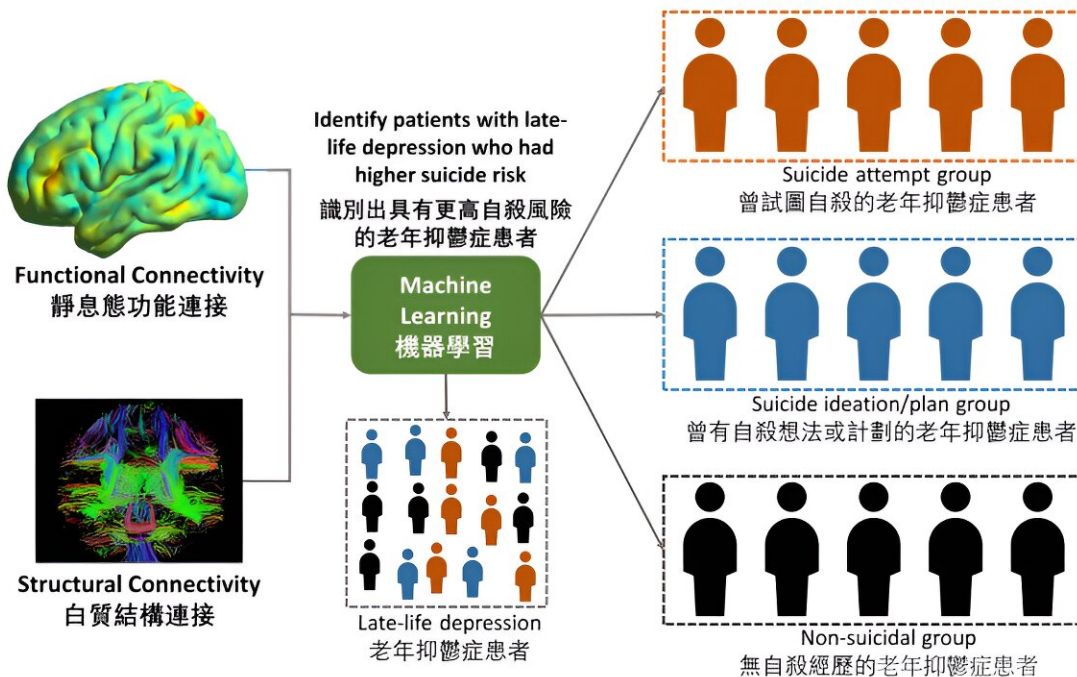 Identify patients with late-
life depression who had
higher suicide risk
識別出具有更高自殺風險
的老年抑鬱症患者
Functional Connectivity
靜息態功能連接
Machine
Learning
機器學習
Structural Connectivity
白質結構連接
Late-life depression
老年抑鬱症患者
Suicide attempt group
曾試圖自殺的老年抑鬱症患者
Suicide ideation/plan group
曾有自殺想法或計劃的老年抑鬱症患者
Non-suicidal group
無自殺經歷的老年抑鬱症患者